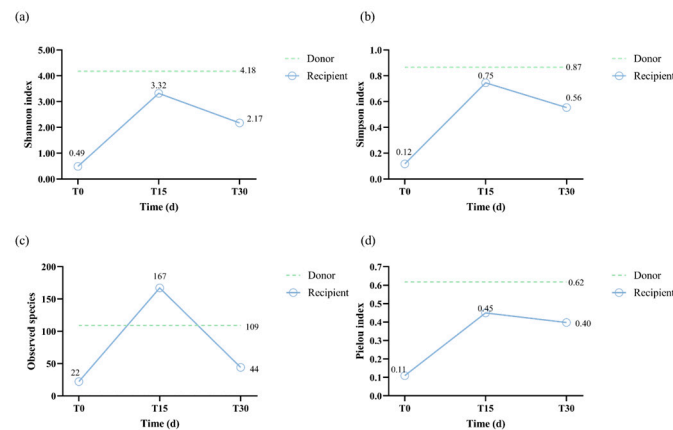 (a)
5.00
4.00
3.00
2.00
1.00
0.00
Shannon index
0.49
3.32
2.17
4.18
T0 T15 T30
Time (d)
Donor
Recipient
(b)
1.0
0.8
0.6
0.4
0.2
0.0
Simpson index
0.12
0.75
0.56
0.87
T0 T15 T30
Time (d)
Donor
Recipient
(c)
200
150
100
50
0
Observed species
22
167
44
109
T0 T15 T30
Time (d)
Donor
Recipient
(d)
0.7
0.6
0.5
0.4
0.3
0.2
0.1
0.0
Pielou index
0.11
0.45
0.40
0.62
T0 T15 T30
Time (d)
Donor
Recipient